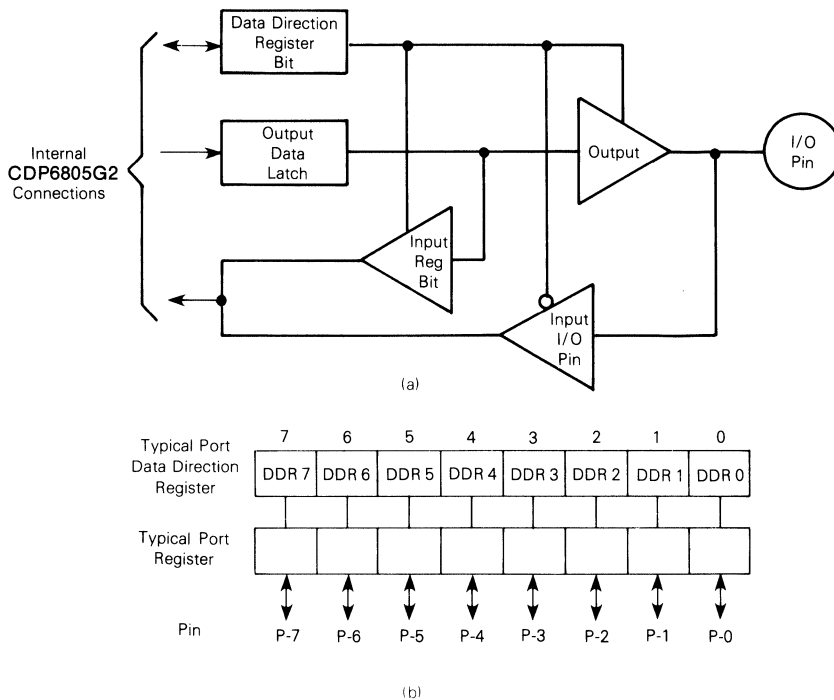 Data Direction
Register
Bit
Output
Data
Latch
Internal
CDP6805G2
Connections
Output
I/O
Pin
Input
Reg
Bit
Input
I/O
Pin
(a)
7 6 5 4 3 2 1 0
Typical Port
Data Direction
Register
DDR 7 DDR 6 DDR 5 DDR 4 DDR 3 DDR 2 DDR 1 DDR 0
Typical Port
Register
Pin P-7 P-6 P-5 P-4 P-3 P-2 P-1 P-0
(b)